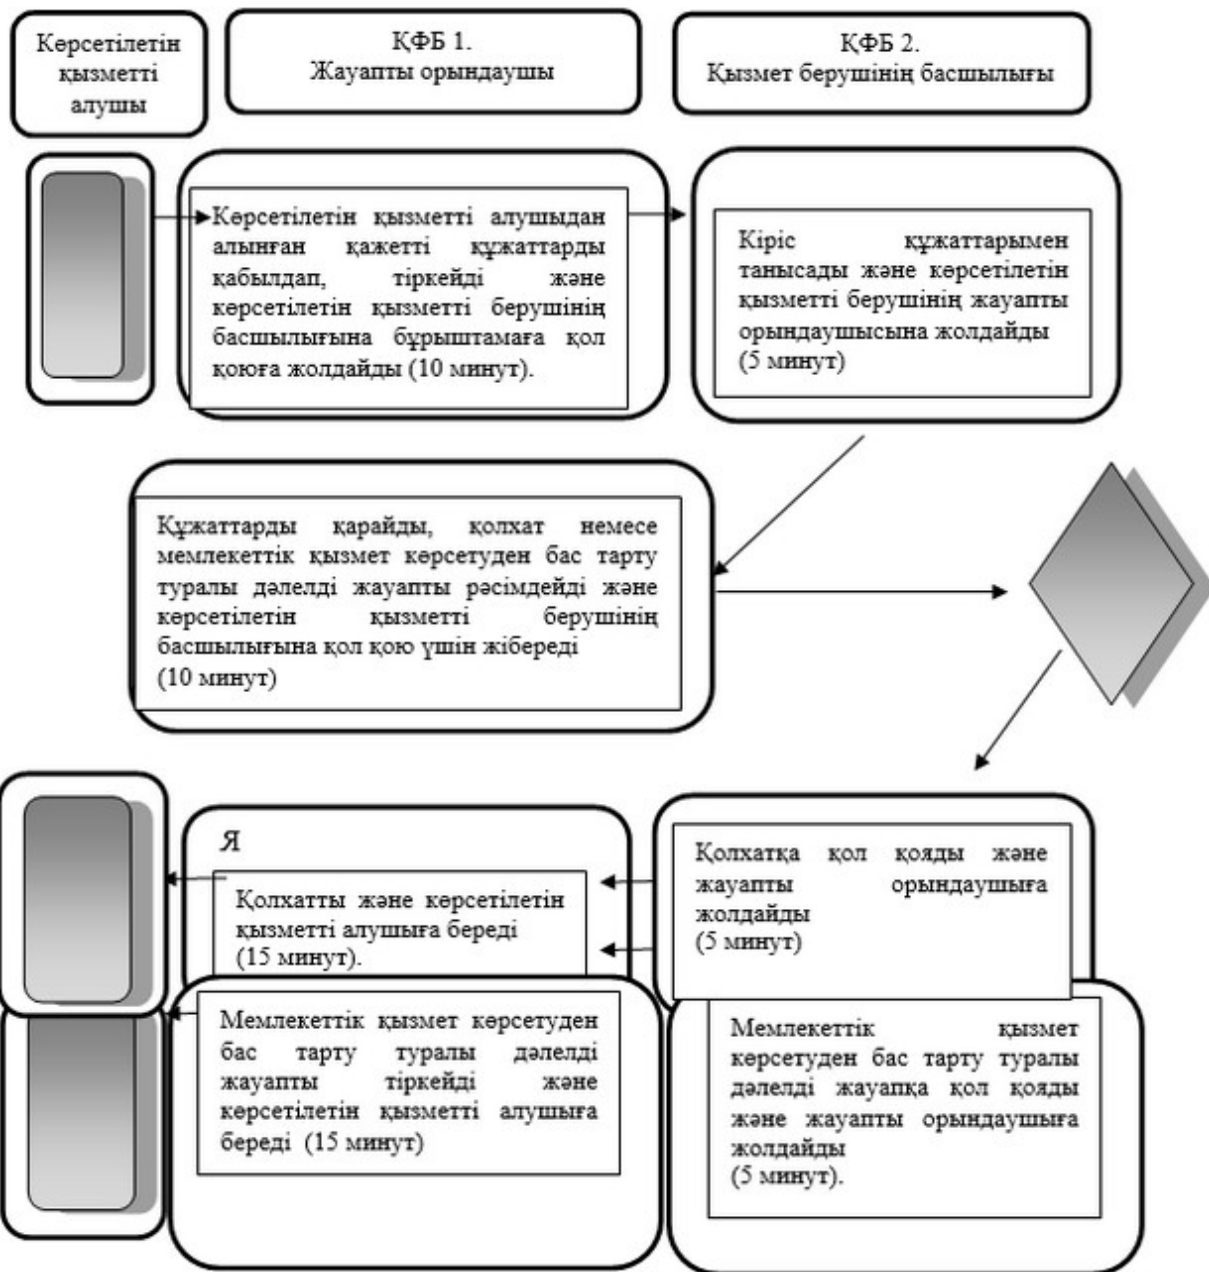 Көрсетілетін
қызметті
алушы
ҚФБ 1.
Жауапты орындаушы
ҚФБ 2.
Қызмет берушінің басшылығы
Көрсетілетін қызметті алушыдан
алынған қажетті құжаттарды
қабылдап, тіркейді және
көрсетілетін қызметті берушінің
басшылығына бұрыштамаға қол
қоюға жолдайды (10 минут).
Кіріс құжаттарымен
танысады және көрсетілетін
қызметті берушінің жауапты
орындаушысына жолдайды
(5 минут)
Құжаттарды қарайды, қолхат немесе
мемлекеттік қызмет көрсетуден бас тарту
туралы дәлелді жауапты рәсімдейді және
көрсетілетін қызметті берушінің
басшылығына қол қою үшін жібереді
(10 минут)
Я
Қолхатты және көрсетілетін
қызметті алушыға береді
(15 минут).
Қолхатқа қол қояды және
жауапты орындаушыға
жолдайды
(5 минут)
Мемлекеттік қызмет көрсетуден
бас тарту туралы дәлелді
жауапты тіркейді және
көрсетілетін қызметті алушыға
береді (15 минут)
Мемлекеттік қызмет
көрсетуден бас тарту туралы
дәлелді жауапқа қол қояды
және жауапты орындаушыға
жолдайды
(5 минут).